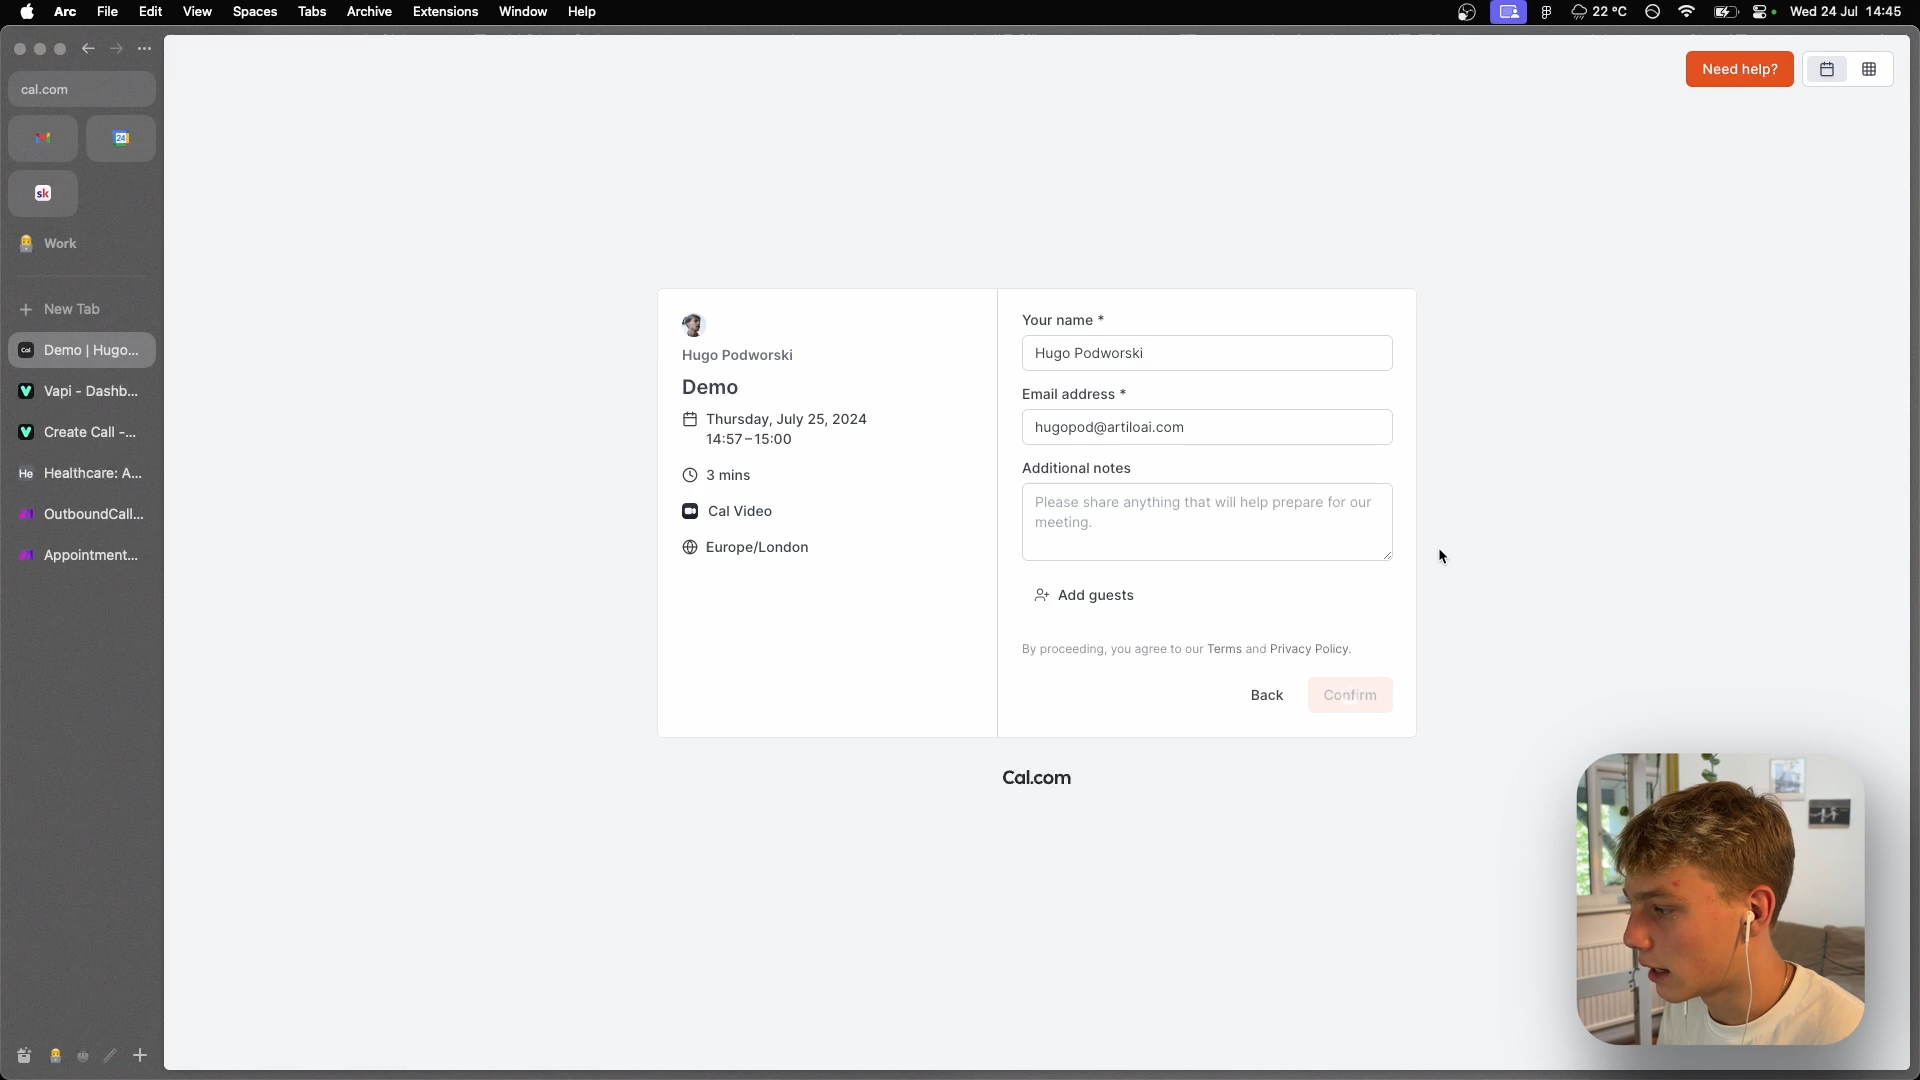 Arc File Edit View Spaces Tabs Archive Extensions Window Help
22 °C Wed 24 Jul 14:45
cal.com
24
sk
Work
New Tab
Cal Demo | Hugo...
Vapi - Dashb...
Create Call -...
He Healthcare: A...
OutboundCall...
Appointment...
Need help?
Hugo Podworski
Demo
Thursday, July 25, 2024
14:57 – 15:00
3 mins
Cal Video
Europe/London
Your name *
Hugo Podworski
Email address *
hugopod@artiloai.com
Additional notes
Please share anything that will help prepare for our
meeting.
Add guests
By proceeding, you agree to our Terms and Privacy Policy.
Back Confirm
Cal.com